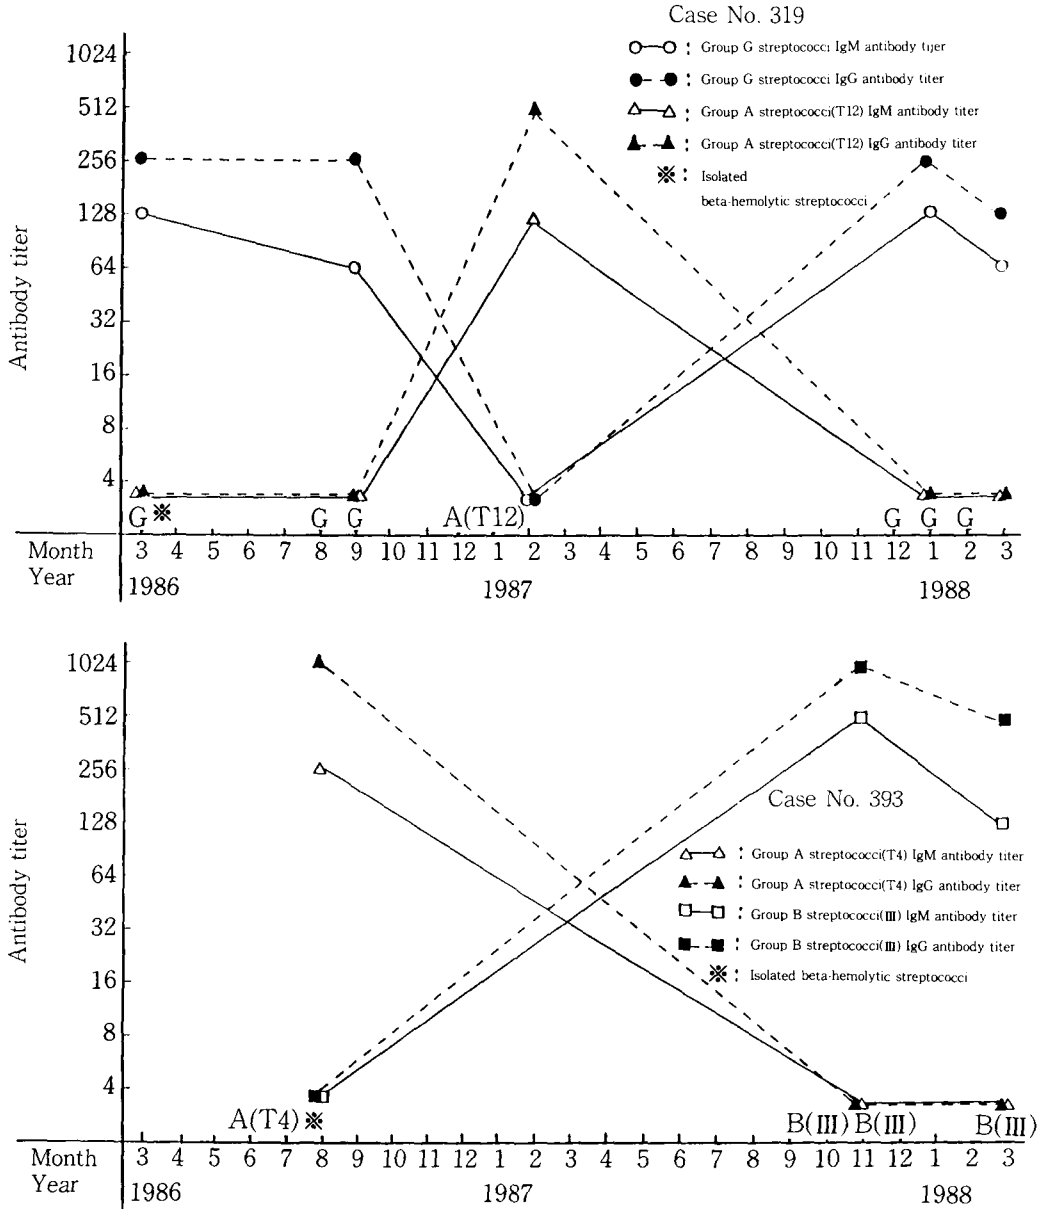 Case No. 319
Group G streptococci IgM antibody titer
Group G streptococci IgG antibody titer
Group A streptococci(T12) IgM antibody titer
Group A streptococci(T12) IgG antibody titer
※ : Isolated
beta-hemolytic streptococci
Antibody titer
1024
512
256
128
64
32
16
8
4
G ※ G G A(T12) G G G
Month 3 4 5 6 7 8 9 10 11 12 1 2 3 4 5 6 7 8 9 10 11 12 1 2 3
Year 1986 1987 1988
Case No. 393
Group A streptococci(T4) IgM antibody titer
Group A streptococci(T4) IgG antibody titer
Group B streptococci(III) IgM antibody titer
Group B streptococci(III) IgG antibody titer
※ : Isolated beta-hemolytic streptococci
Antibody titer
1024
512
256
128
64
32
16
8
4
A(T4) ※ B(III) B(III) B(III)
Month 3 4 5 6 7 8 9 10 11 12 1 2 3 4 5 6 7 8 9 10 11 12 1 2 3
Year 1986 1987 1988